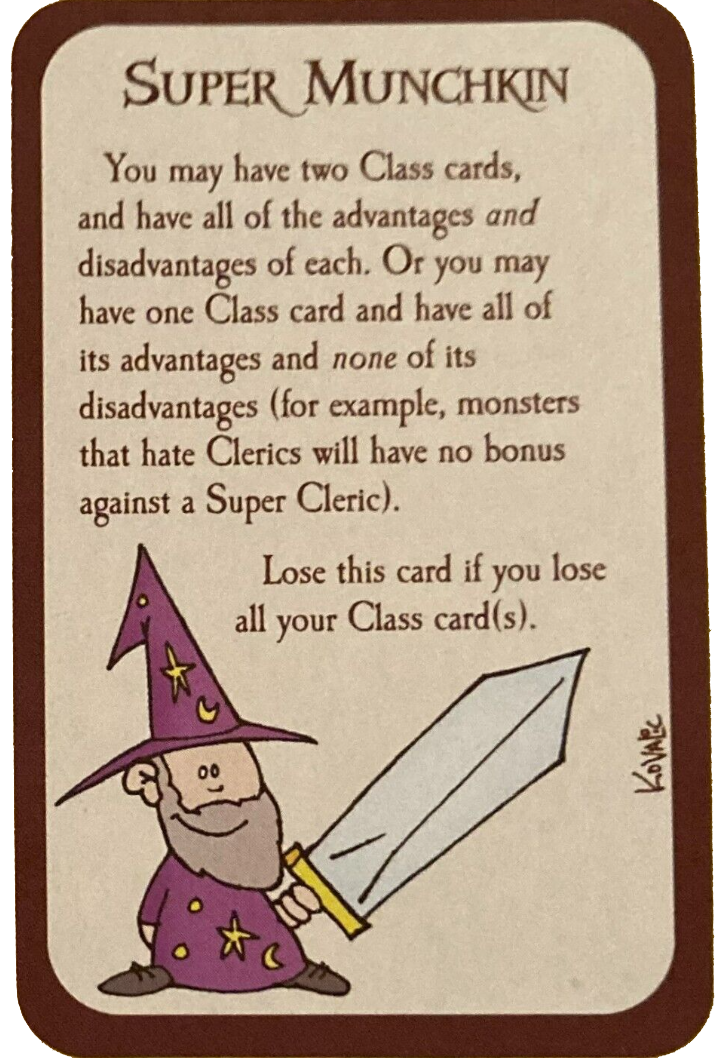 SUPER MUNCHKIN
You may have two Class cards,
and have all of the advantages and
disadvantages of each. Or you may
have one Class card and have all of
its advantages and none of its
disadvantages (for example, monsters
that hate Clerics will have no bonus
against a Super Cleric).
Lose this card if you lose
all your Class card(s).
KOVALIC